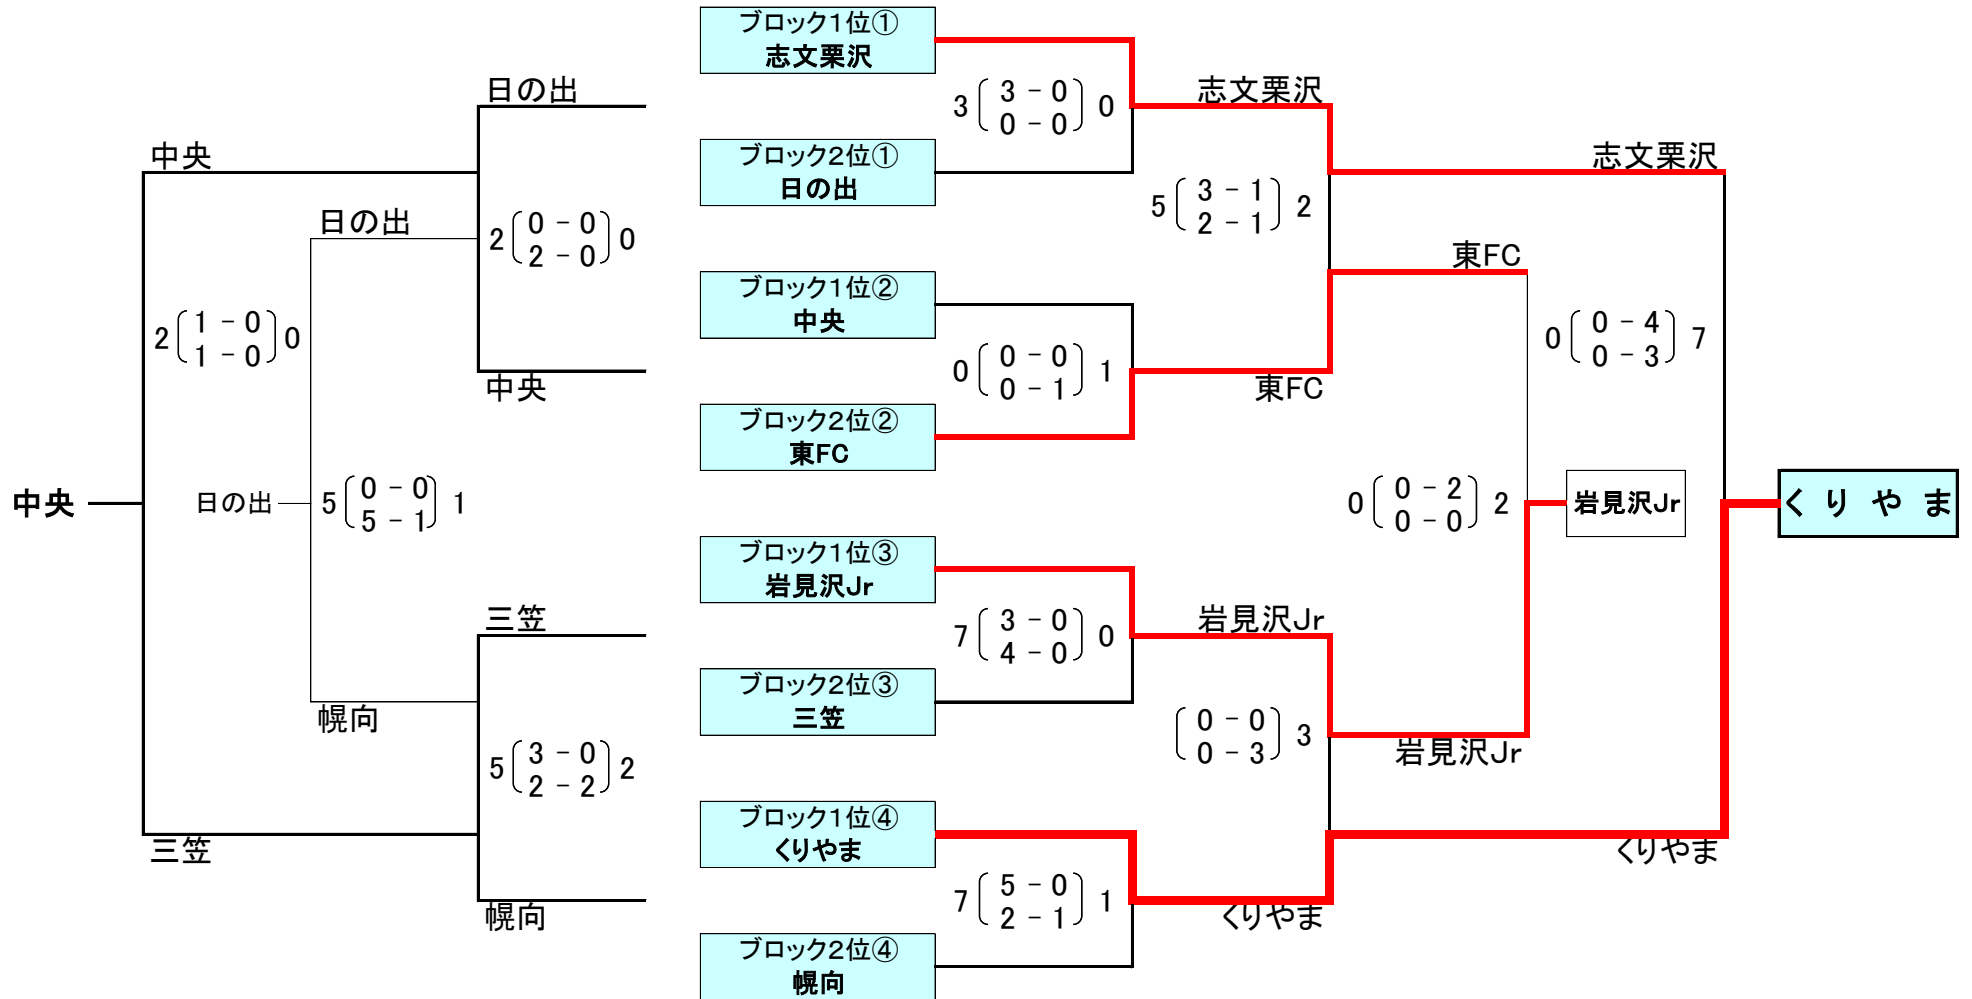 ブロック1位①
志文栗沢
日の出
3 3 - 0 0
0 - 0
志文栗沢
ブロック2位①
日の出
中央
志文栗沢
日の出
2 0 - 0 0
2 - 0
5 3 - 1 2
2 - 1
東FC
ブロック1位②
中央
2 1 - 0 0
1 - 0
0 0 - 4 7
0 - 3
中央
0 0 - 0 1
0 - 1
東FC
ブロック2位②
東FC
中央
日の出
5 0 - 0 1
5 - 1
0 0 - 2 2
0 - 0
岩見沢Jr
くりやま
ブロック1位③
岩見沢Jr
三笠
7 3 - 0 0
4 - 0
岩見沢Jr
ブロック2位③
三笠
幌向
0 - 0 3
0 - 3
岩見沢Jr
5 3 - 0 2
2 - 2
ブロック1位④
くりやま
三笠
くりやま
7 5 - 0 1
2 - 1
幌向
くりやま
ブロック2位④
幌向